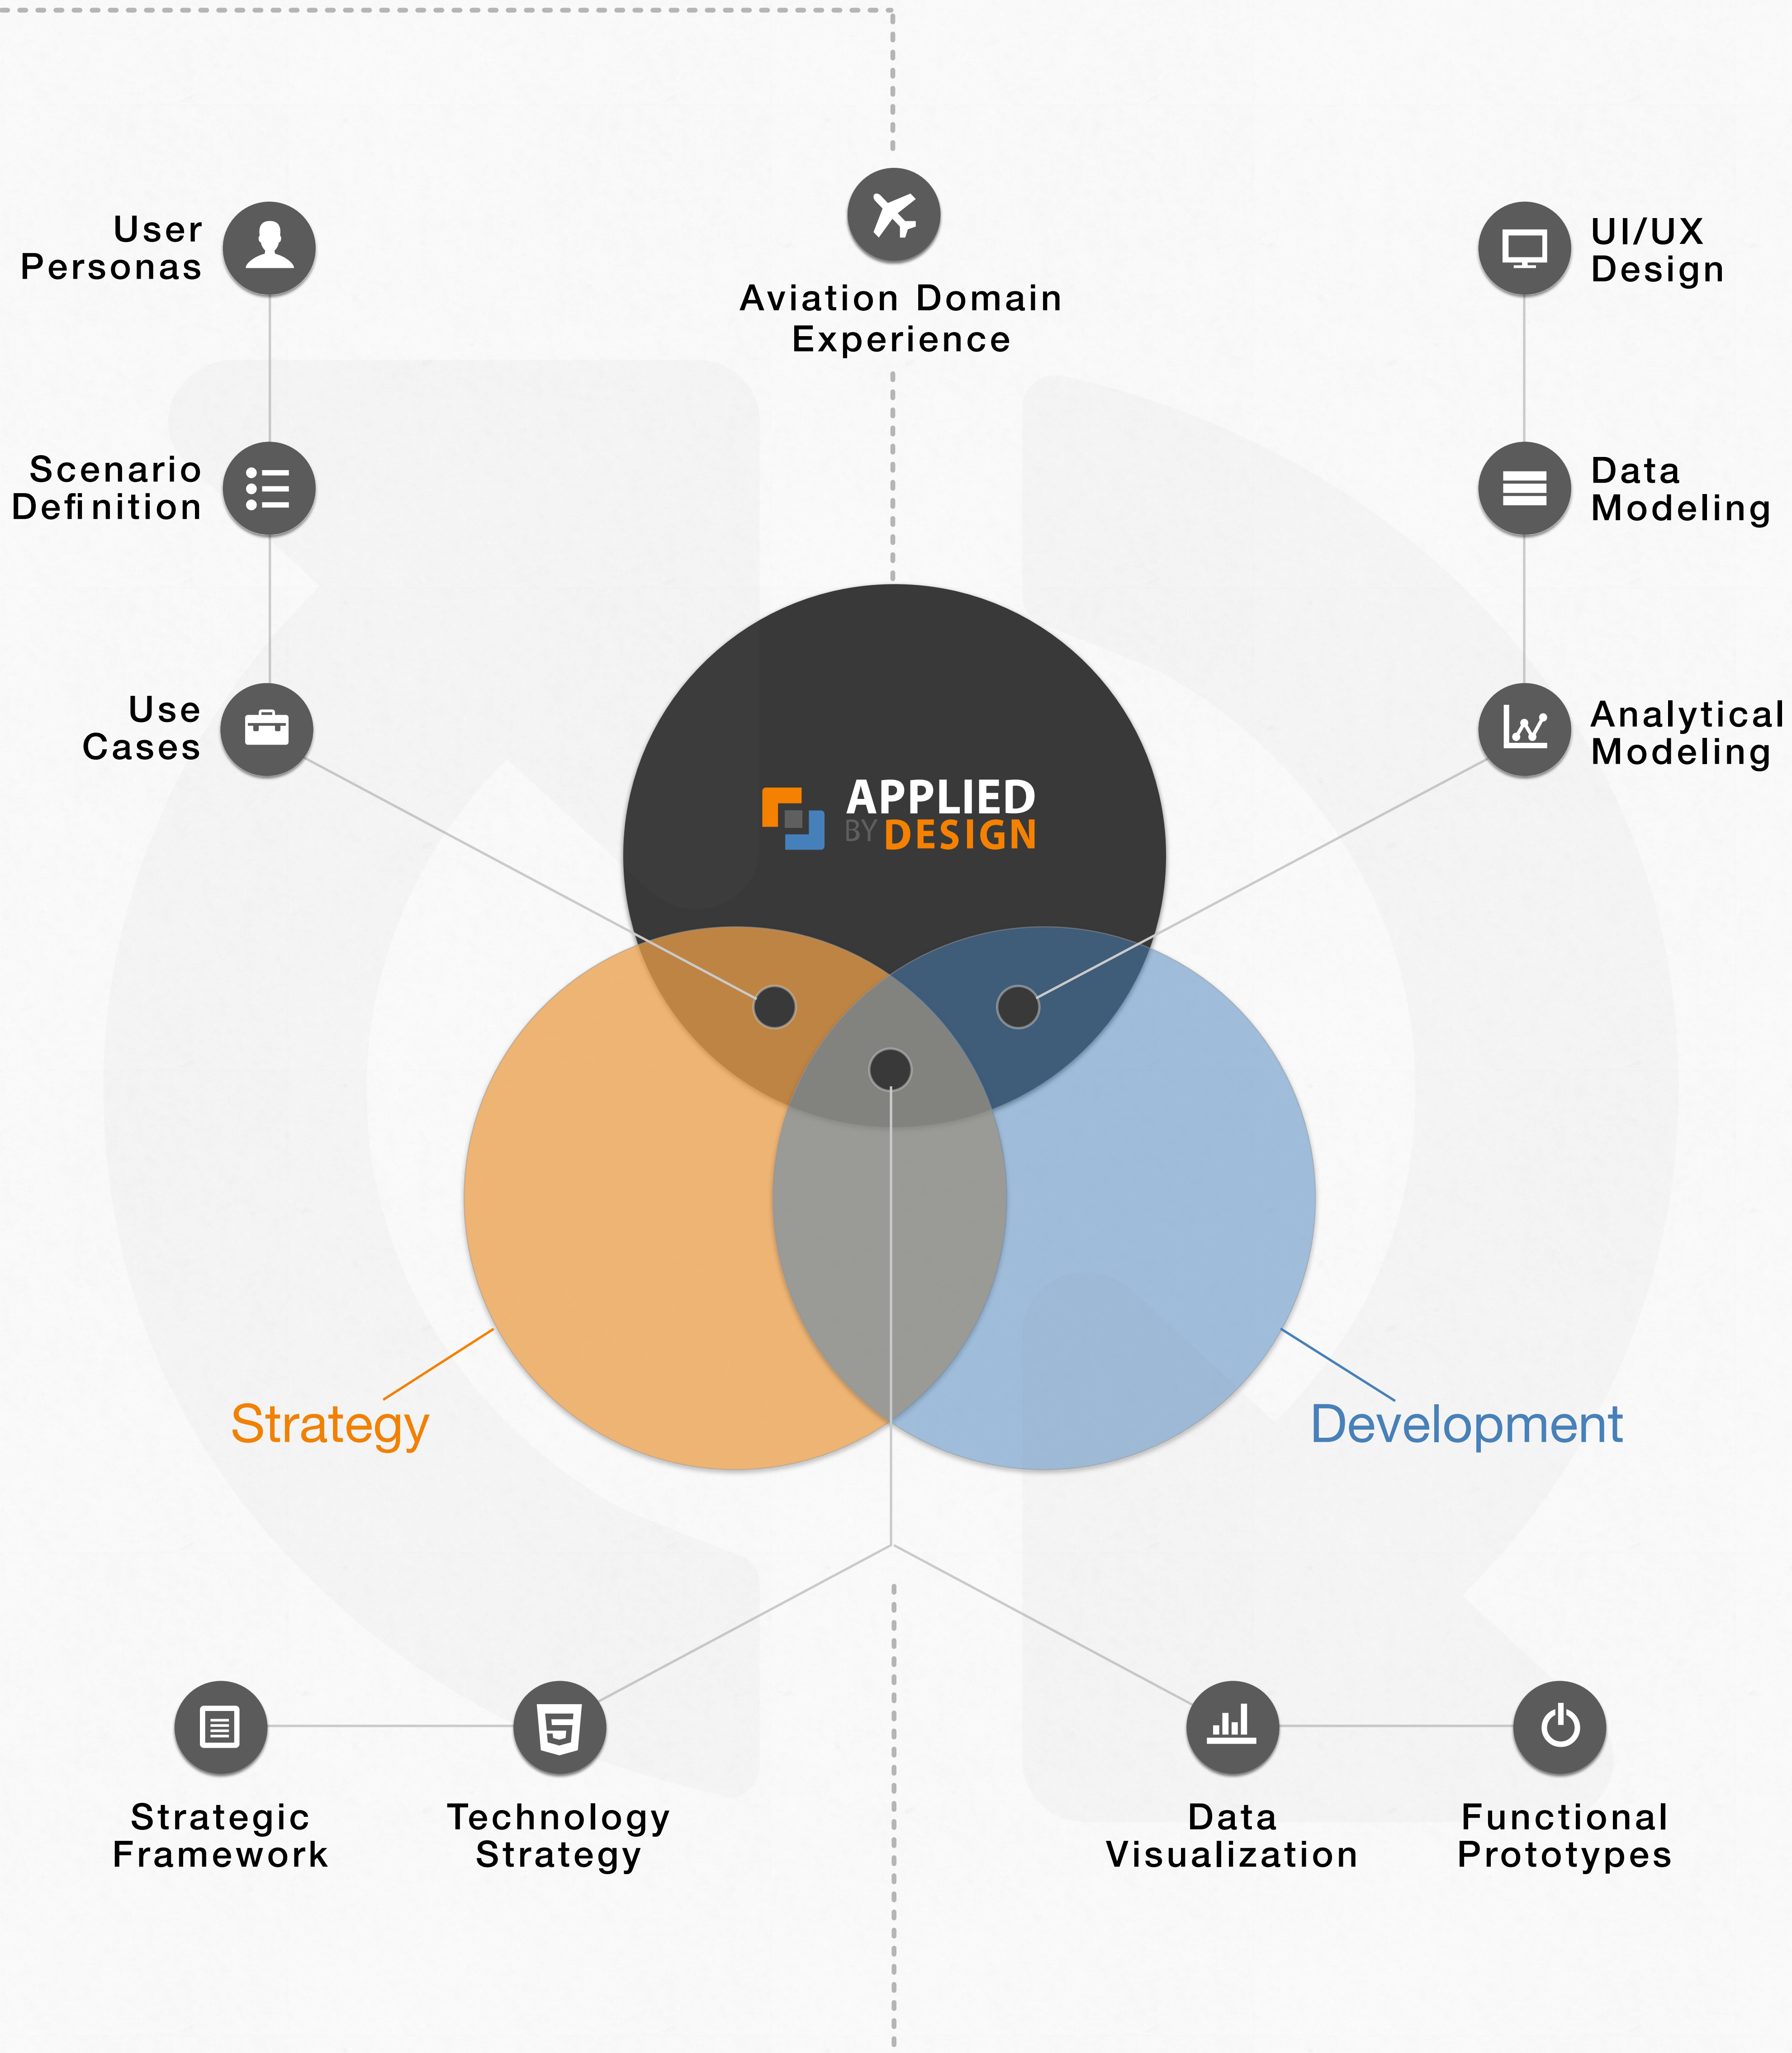 User
Personas
Aviation Domain
Experience
UI/UX
Design
Scenario
Definition
Data
Modeling
Use
Cases
Analytical
Modeling
APPLIED
BY DESIGN
Strategy
Development
Strategic
Framework
Technology
Strategy
Data
Visualization
Functional
Prototypes